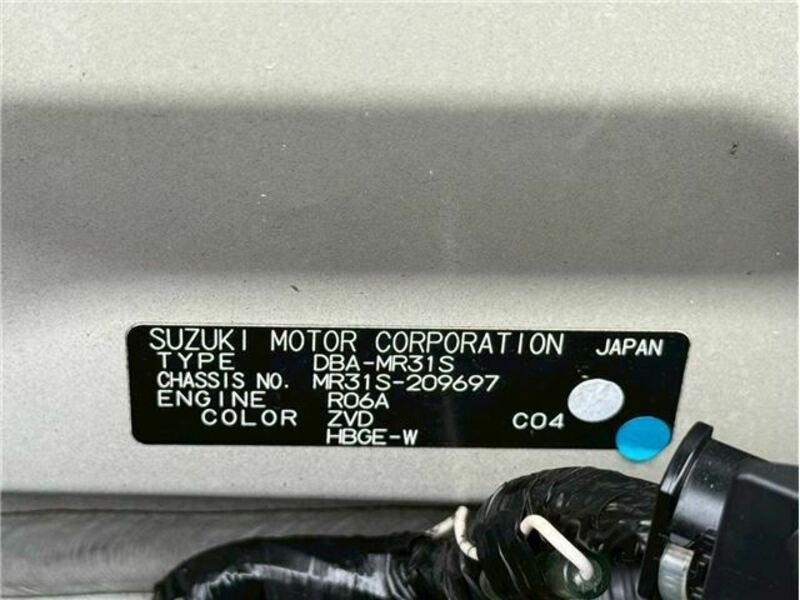 SUZUKI MOTOR CORPORATION JAPAN
TYPE DBA-MR31S
CHASSIS NO. MR31S-209697
ENGINE R06A
COLOR ZVD C04
HBGE-W